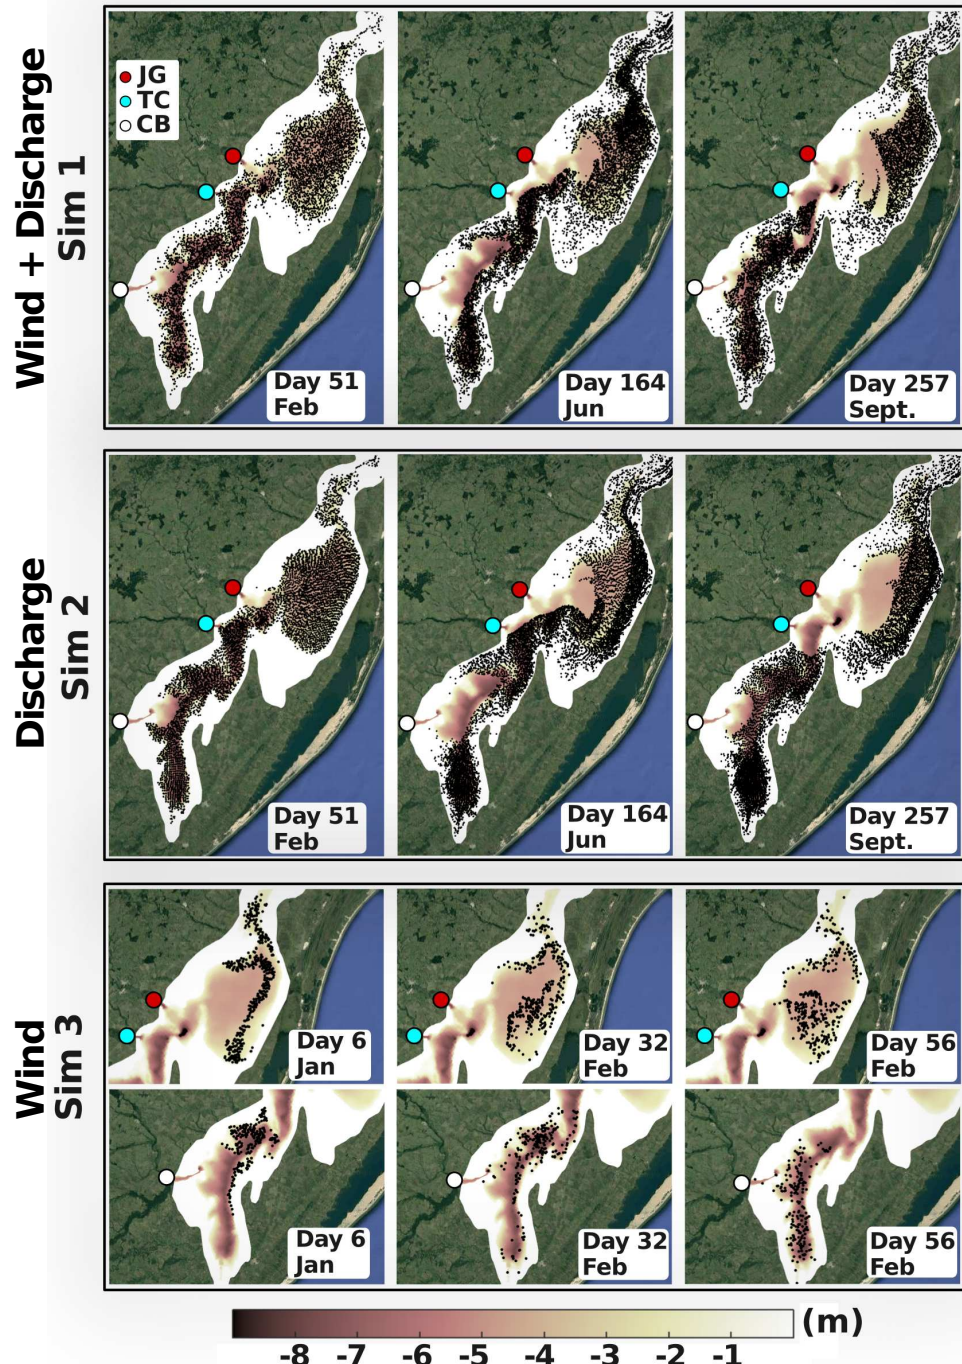 Wind + Discharge
Sim 1
JG
TC
CB
Day 51
Feb
Day 164
Jun
Day 257
Sept.
Discharge
Sim 2
Day 51
Feb
Day 164
Jun
Day 257
Sept.
Wind
Sim 3
Day 6
Jan
Day 32
Feb
Day 56
Feb
Day 6
Jan
Day 32
Feb
Day 56
Feb
(m)
-8 -7 -6 -5 -4 -3 -2 -1